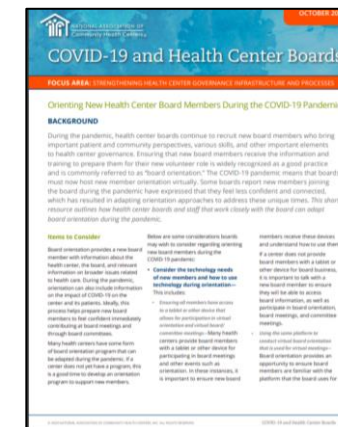 OCTOBER 20
NATIONAL ASSOCIATION OF
Community Health Centers
COVID-19 and Health Center Boards
FOCUS AREA: STRENGTHENING HEALTH CENTER GOVERNANCE INFRASTRUCTURE AND PROCESSES
Orienting New Health Center Board Members During the COVID-19 Pandemi
BACKGROUND
During the pandemic, health center boards continue to recruit new board members who bring
important patient and community perspectives, various skills, and other important elements
to health center governance. Ensuring that new board members receive the information and
training to prepare them for their new volunteer role is widely recognized as a good practice
and is commonly referred to as "board orientation." The COVID-19 pandemic means that boards
must now host new member orientation virtually. Some boards report new members joining
the board during the pandemic have expressed that they feel less confident and connected,
which has resulted in adapting orientation approaches to address these unique times. This short
resource outlines how health center boards and staff that work closely with the board can adapt
board orientation during the pandemic.
Items to Consider
Board orientation provides a new board
member with information about the
health center, the board, and relevant
information on broader issues related
to health care. During the pandemic,
orientation can also include information
on the impact of COVID-19 on the
center and its patients. Ideally, this
process helps prepare new board
members to feel confident immediately
contributing at board meetings and
through board committees.
Many health centers have some form
of board orientation program that can
be adapted during the pandemic. If a
center does not yet have a program, this
is a good time to develop an orientation
program to support new members.
Below are some considerations boards
may wish to consider regarding orienting
new board members during the
COVID-19 pandemic:
• Consider the technology needs
of new members and how to use
technology during orientation—
This includes:
- Ensuring all members have access
to a tablet or other device that
allows for participation in virtual
orientation and virtual board/
committee meetings—Many health
centers provide board members
with a tablet or other device for
participating in board meetings
and other events such as
orientation. In these instances, it
is important to ensure new board
members receive these devices
and understand how to use them
If a center does not provide
board members with a tablet or
other device for board business,
it is important to talk with a
new board member to ensure
they will be able to access
board information, as well as
participate in board orientation,
board meetings, and committee
meetings.
- Using the same platform to
conduct virtual board orientation
that is used for virtual meetings—
Board orientation provides an
opportunity to ensure board
members are familiar with the
platform that the board uses for
COVID-19 and Health Center Boards